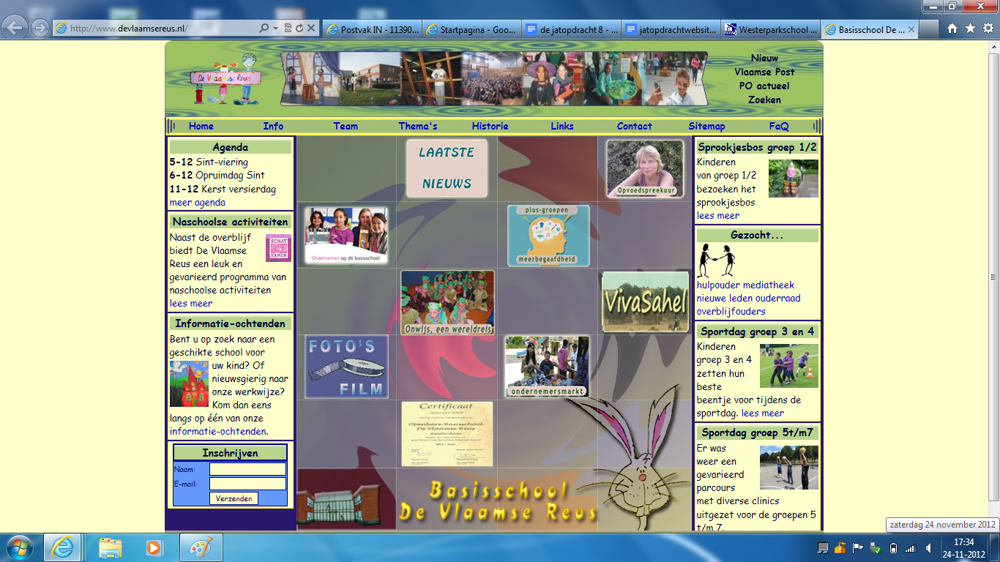 http://www.devlaamsereus.nl/
Postvak IN - 11390...
Startpagina - Goo...
de jatopdracht 8 - ...
jatopdrachtwebsit...
Westerparkschool ...
Basisschool De ...
De Vlaamse Reus
Nieuw
Vlaamse Post
PO actueel
Zoeken
Home Info Team Thema's Historie Links Contact Sitemap FaQ
Agenda
5-12 Sint-viering
6-12 Opruimdag Sint
11-12 Kerst versierdag
meer agenda
Naschoolse activiteiten
Naast de overblijf
biedt De Vlaamse
Reus een leuk en
gevarieerd programma van
naschoolse activiteiten
lees meer
SCHAT
KAMER
Informatie-ochtenden
Bent u op zoek naar een
geschikte school voor
uw kind? Of
nieuwsgierig naar
onze werkwijze?
Kom dan eens
langs op één van onze
informatie-ochtenden.
Inschrijven
Naam:
E-mail:
Verzenden
LAATSTE
NIEUWS
Opvoedspreekuur
Ondernemen op de basisschool
plus-groepen
meerbegaafdheid
Onwijs, een wereldreis
VivaSahel
FOTO'S
FILM
ondernemersmarkt
Certificaat
Openbare Basisschool
De Vlaamse Reus
Amsterdam
Basisschool
De Vlaamse Reus
Sprookjesbos groep 1/2
Kinderen
van groep 1/2
bezoeken het
sprookjesbos
lees meer
Gezocht...
hulpouder mediatheek
nieuwe leden ouderraad
overblijfouders
Sportdag groep 3 en 4
Kinderen
groep 3 en 4
zetten hun
beste
beentje voor tijdens de
sportdag. lees meer
Sportdag groep 5t/m7
Er was
weer een
gevarieerd
parcours
met diverse clinics
uitgezet voor de groepen 5
t/m 7.
zaterdag 24 november 2012
17:34
24-11-2012